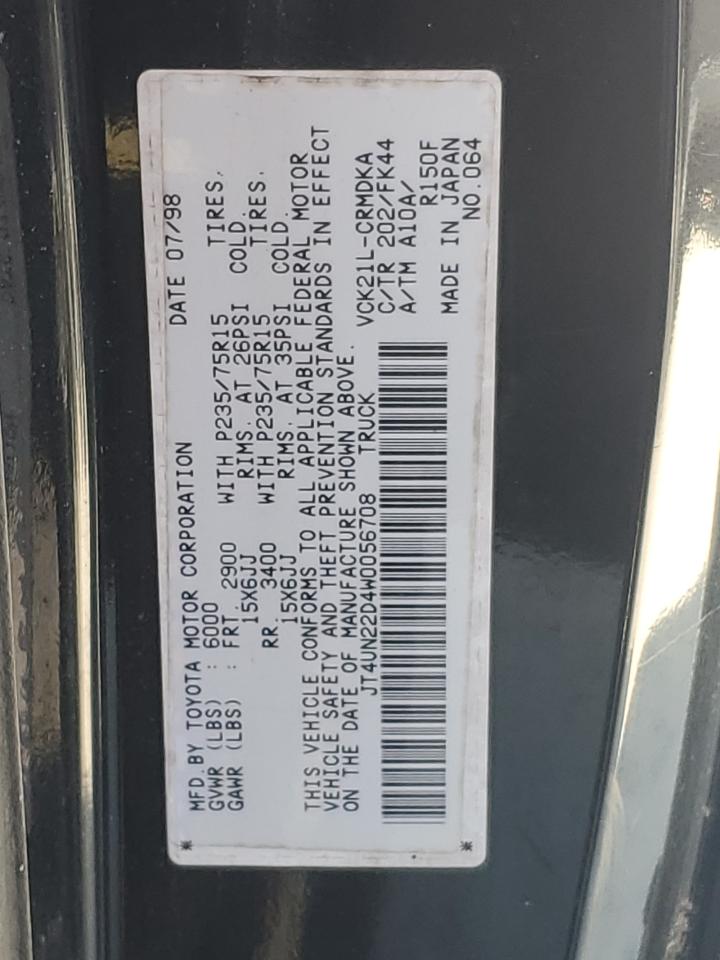 MFD.BY TOYOTA MOTOR CORPORATION DATE 07/98
GVWR (LBS) : 6000
GAWR (LBS) : FRT. 2900 WITH P235/75R15 TIRES,
15X6JJ RIMS. AT 26PSI COLD.
RR. 3400 WITH P235/75R15 TIRES,
15X6JJ RIMS. AT 35PSI COLD.
THIS VEHICLE CONFORMS TO ALL APPLICABLE FEDERAL MOTOR
VEHICLE SAFETY AND THEFT PREVENTION STANDARDS IN EFFECT
ON THE DATE OF MANUFACTURE SHOWN ABOVE.
JT4UN22D4W0056708 TRUCK VCK21L-CRMDKA
C/TR 202/FK44
A/TM A10A/
R150F
MADE IN JAPAN
* * NO.064